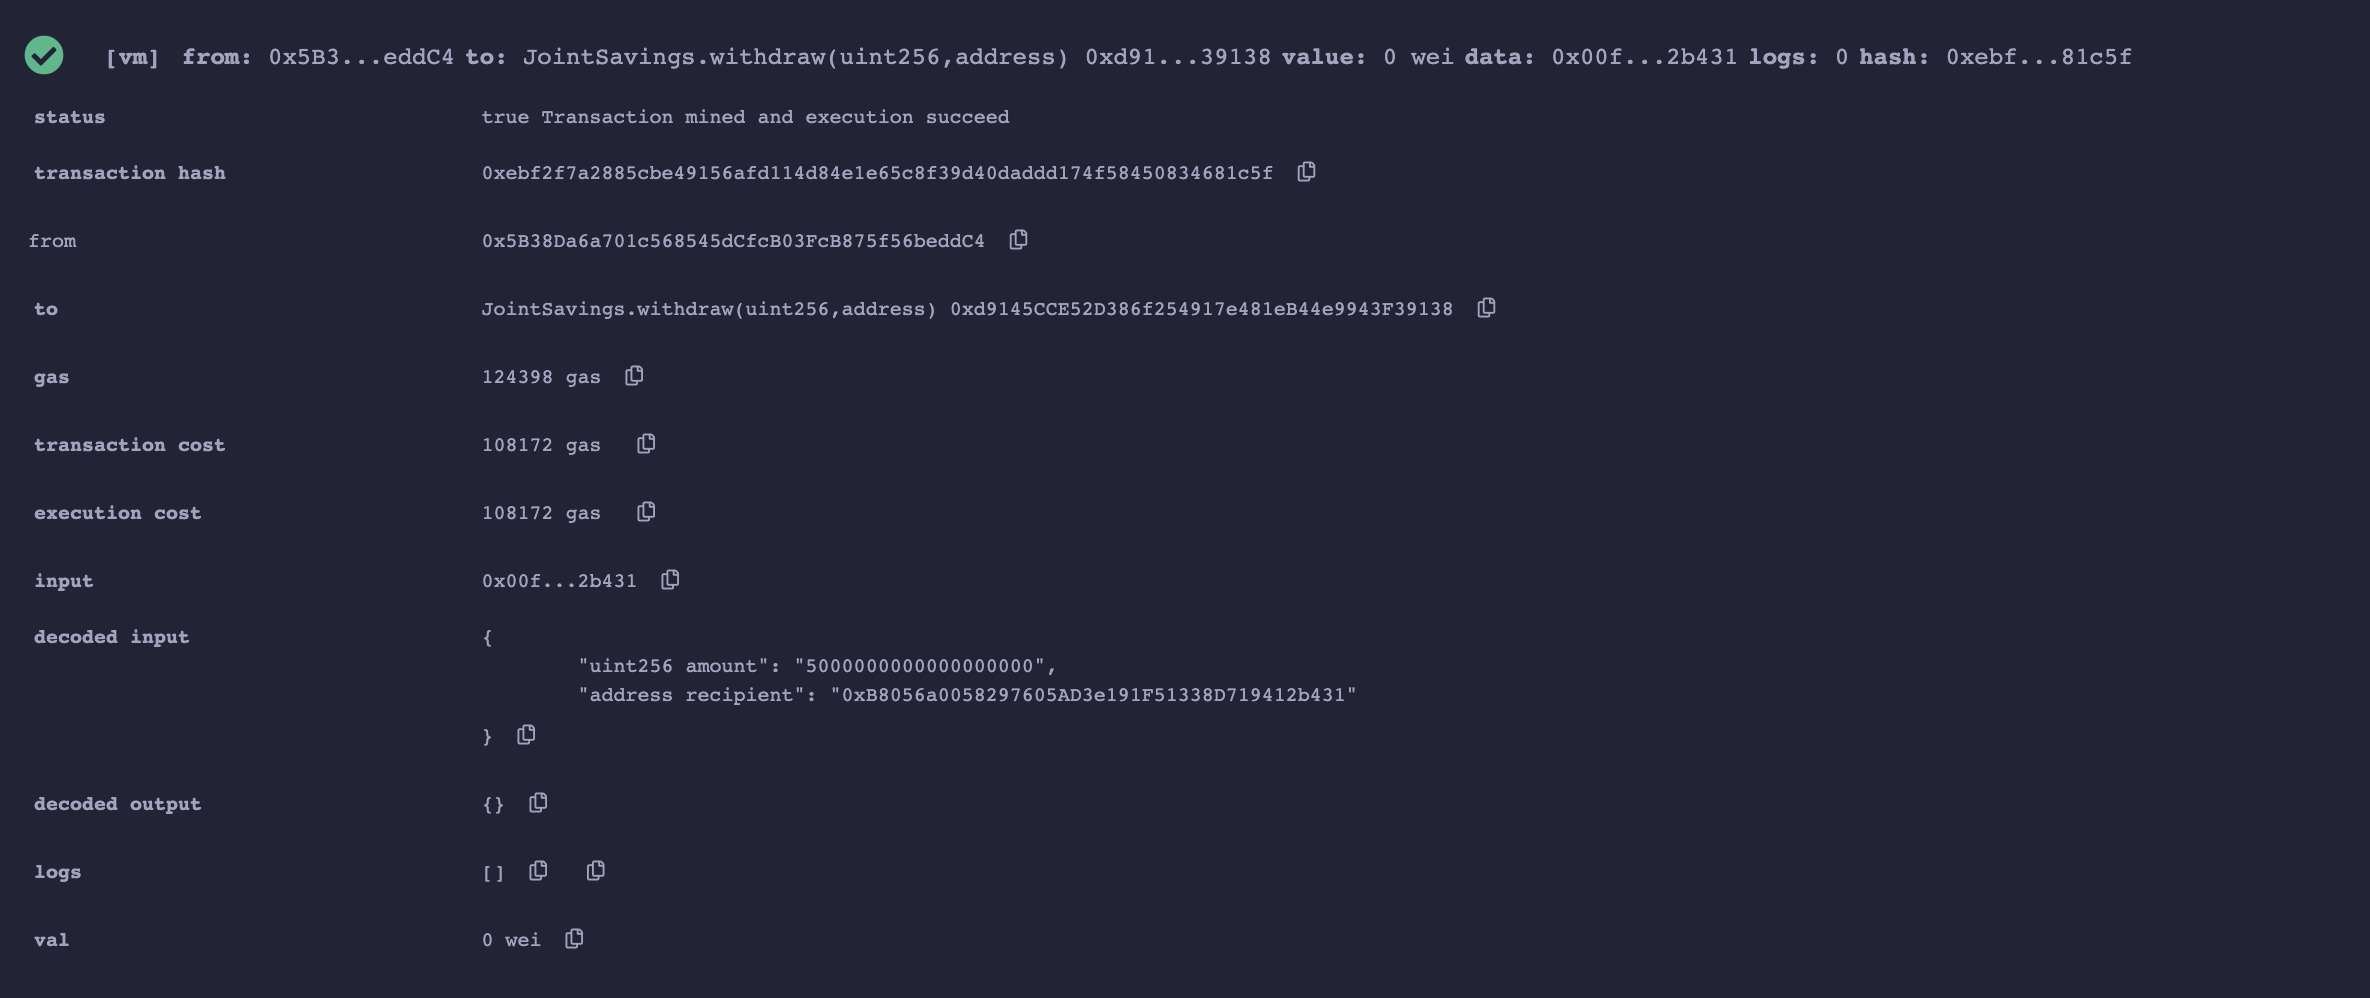 [vm] from: 0x5B3...eddC4 to: JointSavings.withdraw(uint256,address) 0xd91...39138 value: 0 wei data: 0x00f...2b431 logs: 0 hash: 0xebf...81c5f
status true Transaction mined and execution succeed
transaction hash 0xebf2f7a2885cbe49156afd114d84e1e65c8f39d40daddd174f58450834681c5f
from 0x5B38Da6a701c568545dCfcB03FcB875f56beddC4
to JointSavings.withdraw(uint256,address) 0xd9145CCE52D386f254917e481eB44e9943F39138
gas 124398 gas
transaction cost 108172 gas
execution cost 108172 gas
input 0x00f...2b431
decoded input {
"uint256 amount": "5000000000000000000",
"address recipient": "0xB8056a0058297605AD3e191F51338D719412b431"
}
decoded output {}
logs []
val 0 wei